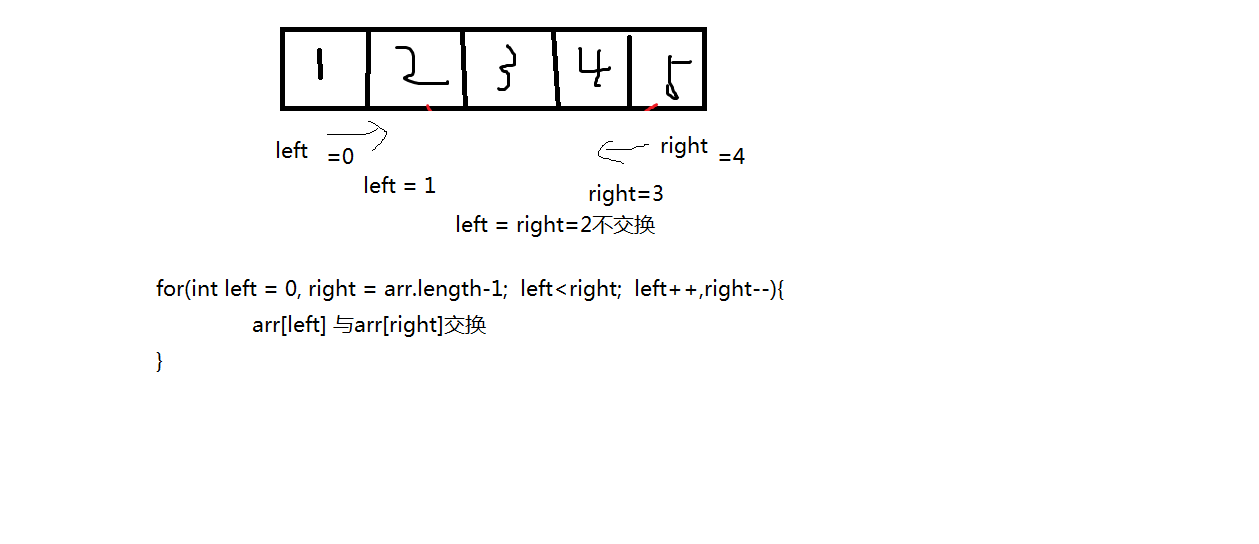 1 2 3 4 5
left =0 right =4
left = 1 right=3
left = right=2不交换
for(int left = 0, right = arr.length-1; left<right; left++,right--){
arr[left] 与arr[right]交换
}